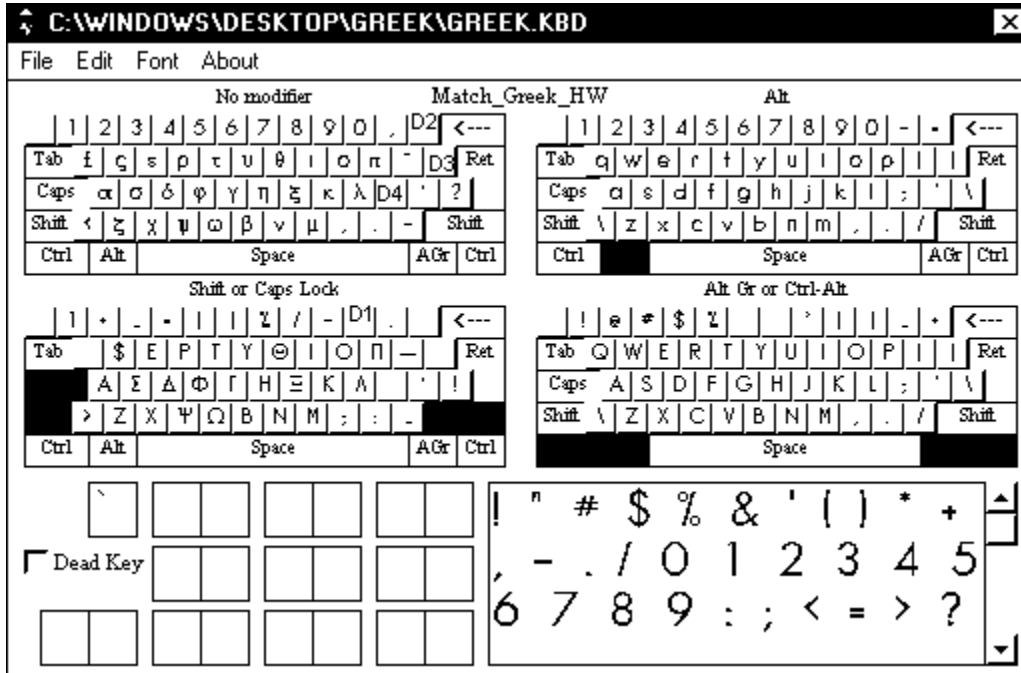 C:\WINDOWS\DESKTOP\GREEK\GREEK.KBD
File Edit Font About
No modifier Match_Greek_HW Alt
1 2 3 4 5 6 7 8 9 0 , D2 <---
Tab £ ς ε ρ τ υ θ ι ο π ¨ D3 Ret
Caps α σ δ φ γ η ξ κ λ D4 ' ?
Shift < ζ χ ψ ω β ν μ , . - Shift
Ctrl Alt Space AGr Ctrl
1 2 3 4 5 6 7 8 9 0 - <---
Tab q w e r t y u i o p Ret
Caps a s d f g h j k l ; ' \
Shift \ z x c v b n m , . / Shift
Ctrl Space AGr Ctrl
Shift or Caps Lock Alt Gr or Ctrl-Alt
D1 <---
Tab $ Ε Ρ Τ Υ Θ Ι Ο Π — Ret
Α Σ Δ Φ Γ Η Ξ Κ Λ ' !
> Ζ Χ Ψ Ω Β Ν Μ ; :
Ctrl Alt Space AGr Ctrl
! @ # $ % <---
Tab Q W E R T Y U I O P Ret
Caps A S D F G H J K L ; ' \
Shift \ Z X C V B N M , . / Shift
Space
Dead Key
! " # $ % & ' ( ) * +
, - . / 0 1 2 3 4 5
6 7 8 9 : ; < = > ?